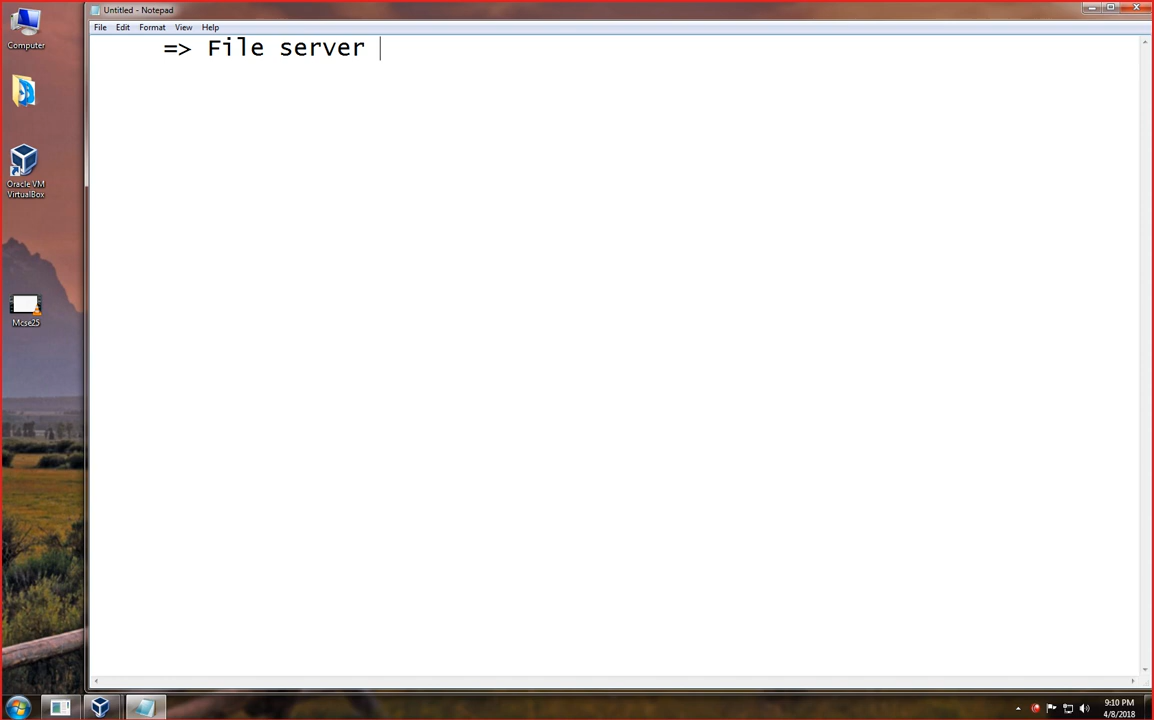 Untitled - Notepad
File Edit Format View Help
=> File server
Computer
Oracle VM
VirtualBox
Mcse25
9:10 PM
4/8/2018